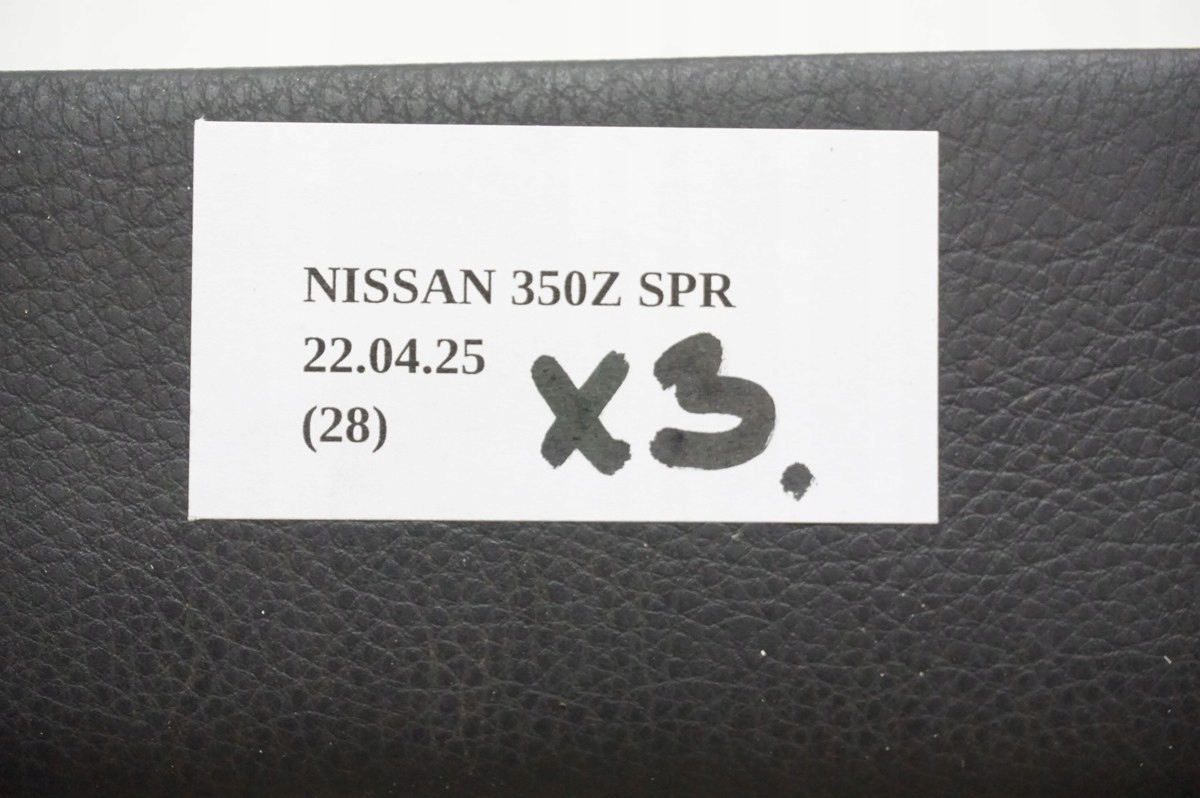 NISSAN 350Z SPR
22.04.25
(28)
X3.